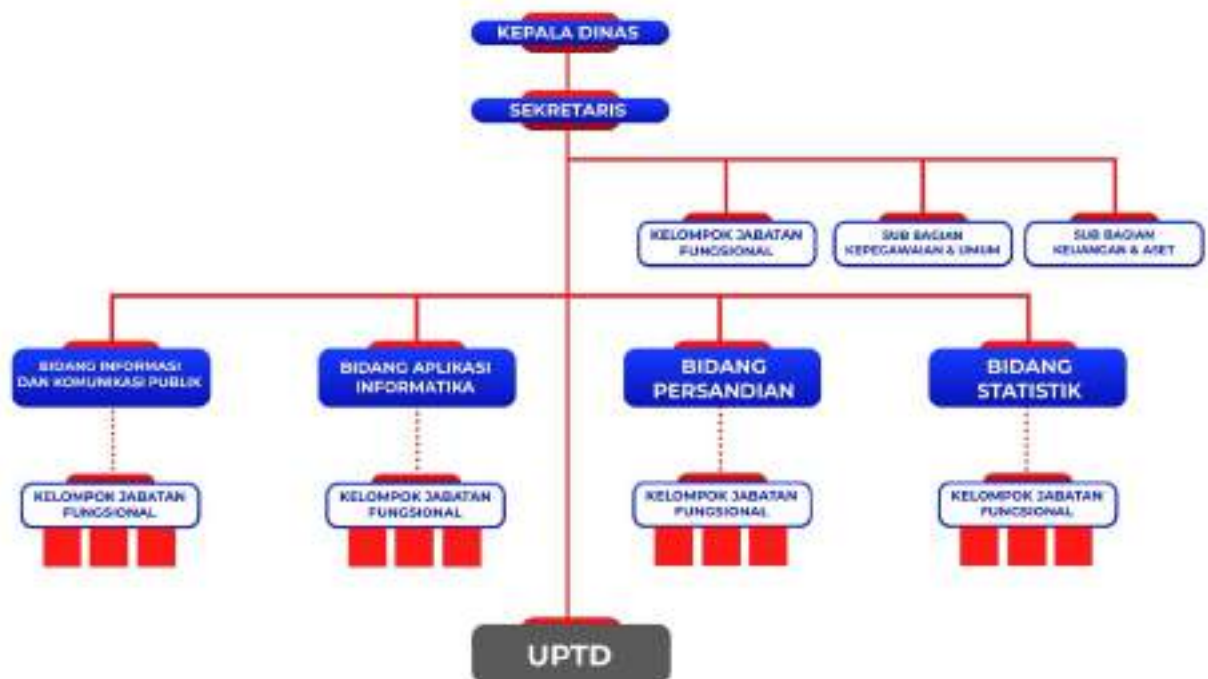 KEPALA DINAS
SEKRETARIS
KELOMPOK JABATAN
FUNGSIONAL
SUB BAGIAN
KEPEGAWAIAN & UMUM
SUB BAGIAN
KEUANGAN & ASET
BIDANG INFORMASI
DAN KOMUNIKASI PUBLIK
BIDANG APLIKASI
INFORMATIKA
BIDANG
PERSANDIAN
BIDANG
STATISTIK
KELOMPOK JABATAN
FUNGSIONAL
KELOMPOK JABATAN
FUNGSIONAL
KELOMPOK JABATAN
FUNGSIONAL
KELOMPOK JABATAN
FUNGSIONAL
UPTD